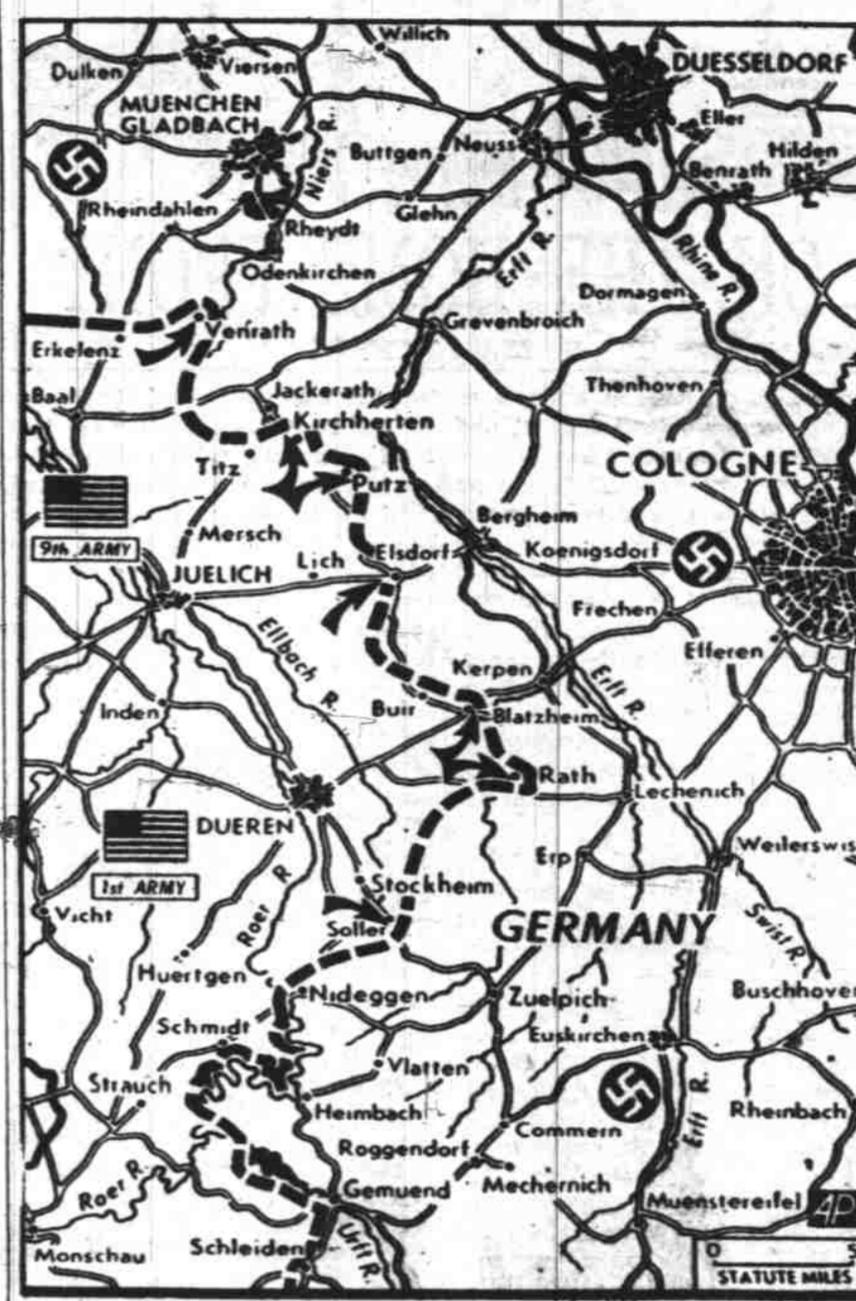 Willich
Dulken
Viersen
DUESSELDORF
MUENCHEN
GLADBACH
Niers R.
Eller
Buttgen
Neuss
Hilden
Benrath
Rheindahlen
Glehn
Rheydt
Erft R.
Rhine R.
Odenkirchen
Dormagen
Venrath
Grevenbroich
Erkelenz
Baal
Jackerath
Thenhoven
Kirchherten
Titz
Putz
COLOGNE
Mersch
Bergheim
9th ARMY
Lich
Elsdorf
Koenigsdorf
JUELICH
Frechen
Ellbach R.
Efferen
Kerpen
Erft R.
Inden
Buir
Blatzheim
Rath
Lechenich
DUEREN
Erp
Weilerswis
1st ARMY
Stockheim
Vicht
Roer R
Soller
GERMANY
Swist R.
Huertgen
Nideggen
Zuelpich
Buschhoven
Schmidt
Euskirchen
Vlatten
Strauch
Heimbach
Erft R.
Rheinbach
Commern
Roggendorf
Roer R.
Gemuend
Mechernich
Muenstereifel
AP
Monschau
Schleiden
Urft R.
0 5
STATUTE MILES